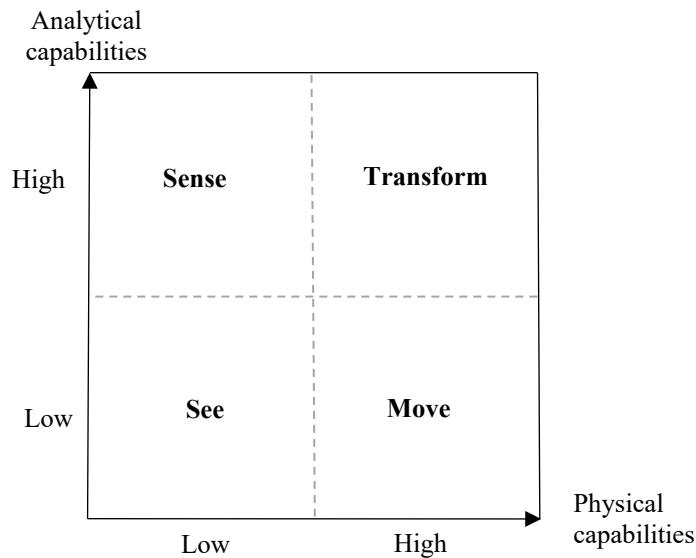 Analytical
capabilities
High
Sense
Transform
Low
See
Move
Low
High
Physical
capabilities